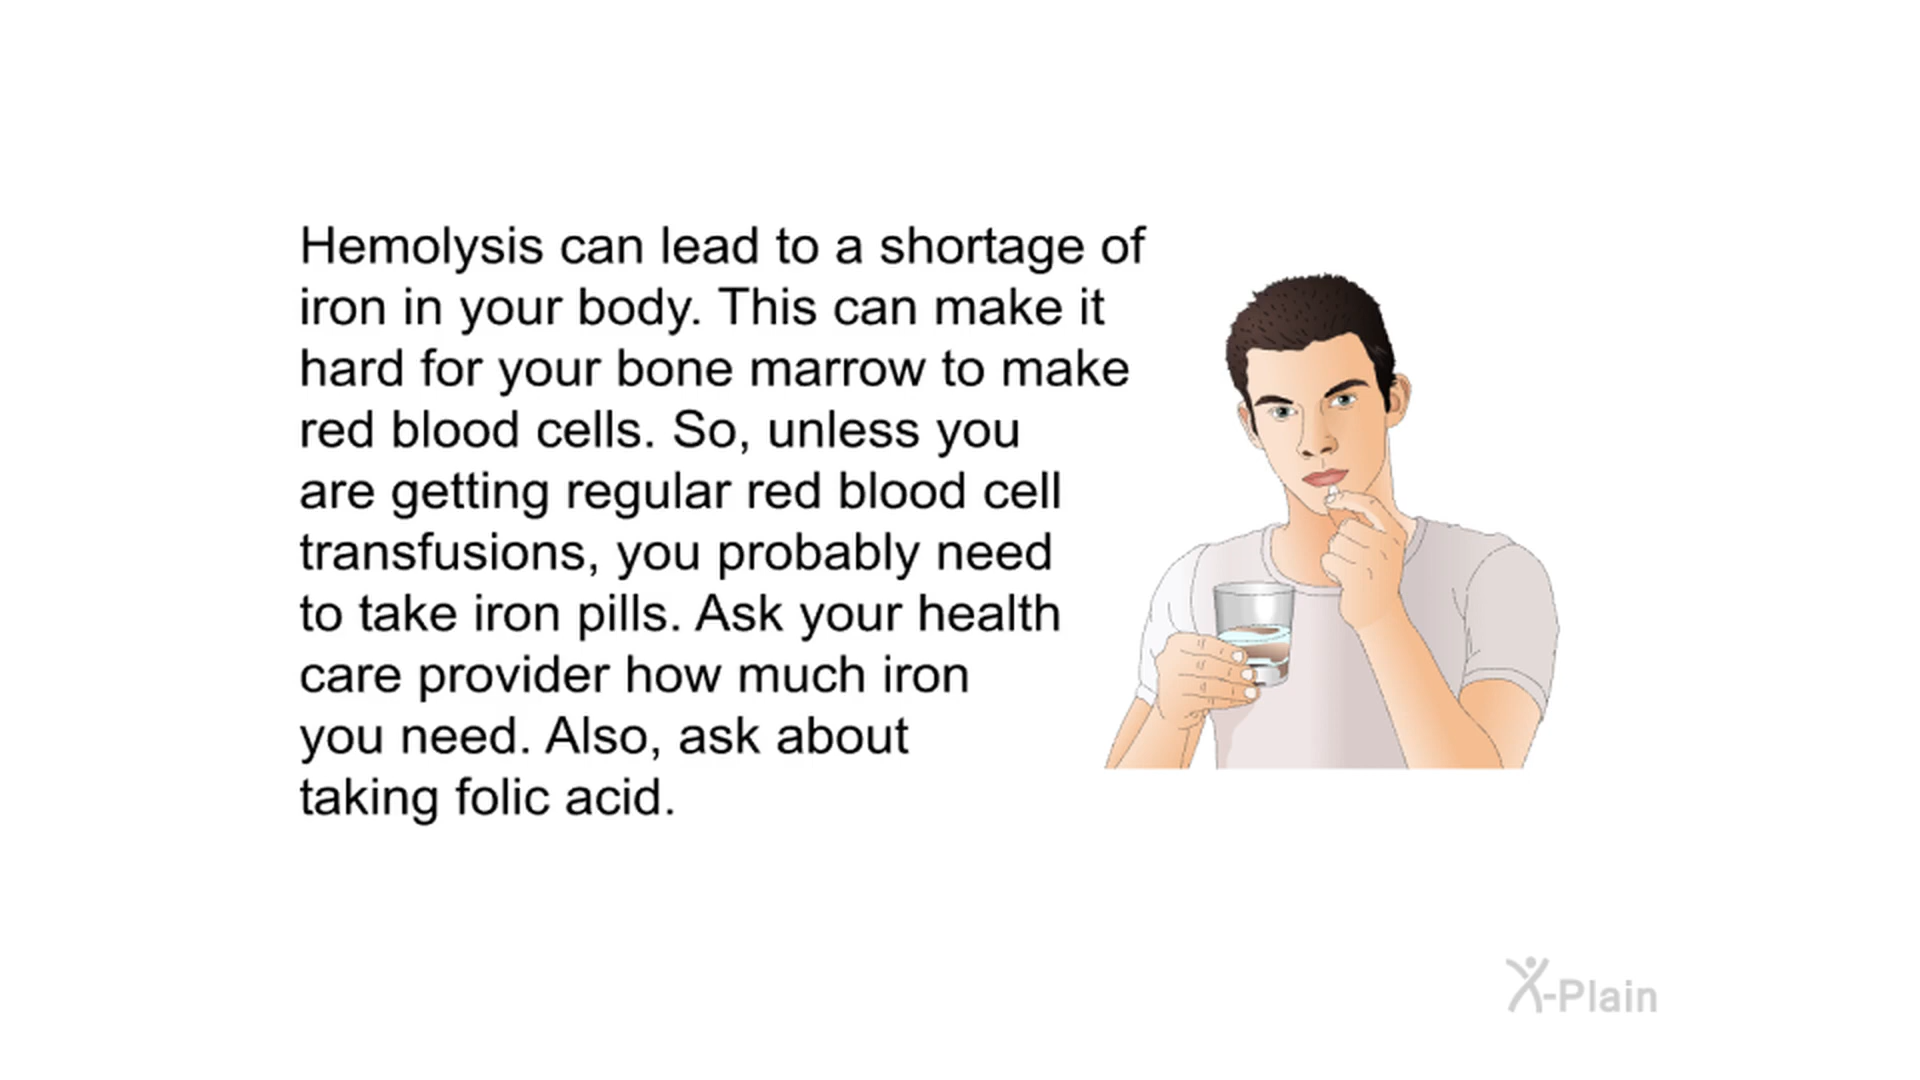 Hemolysis can lead to a shortage of
iron in your body. This can make it
hard for your bone marrow to make
red blood cells. So, unless you
are getting regular red blood cell
transfusions, you probably need
to take iron pills. Ask your health
care provider how much iron
you need. Also, ask about
taking folic acid.
X-Plain